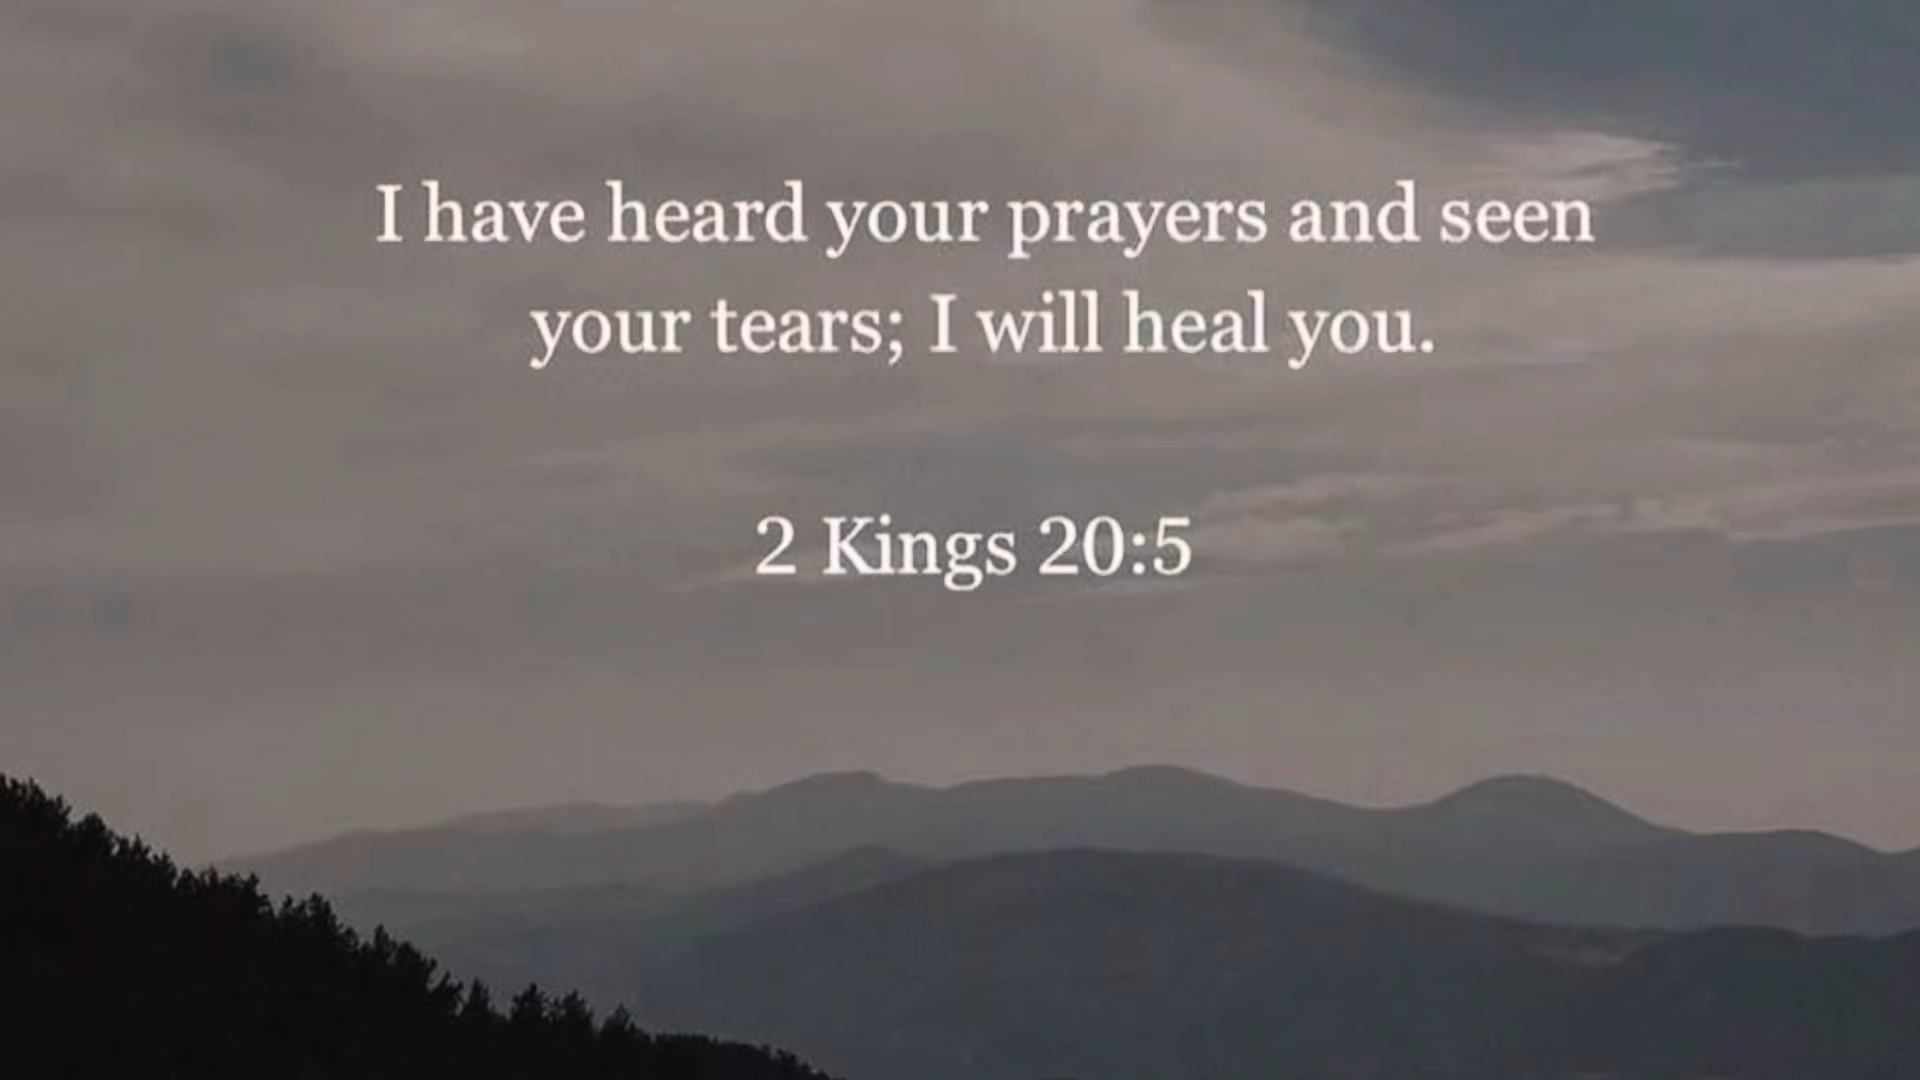 I have heard your prayers and seen
your tears; I will heal you.
2 Kings 20:5